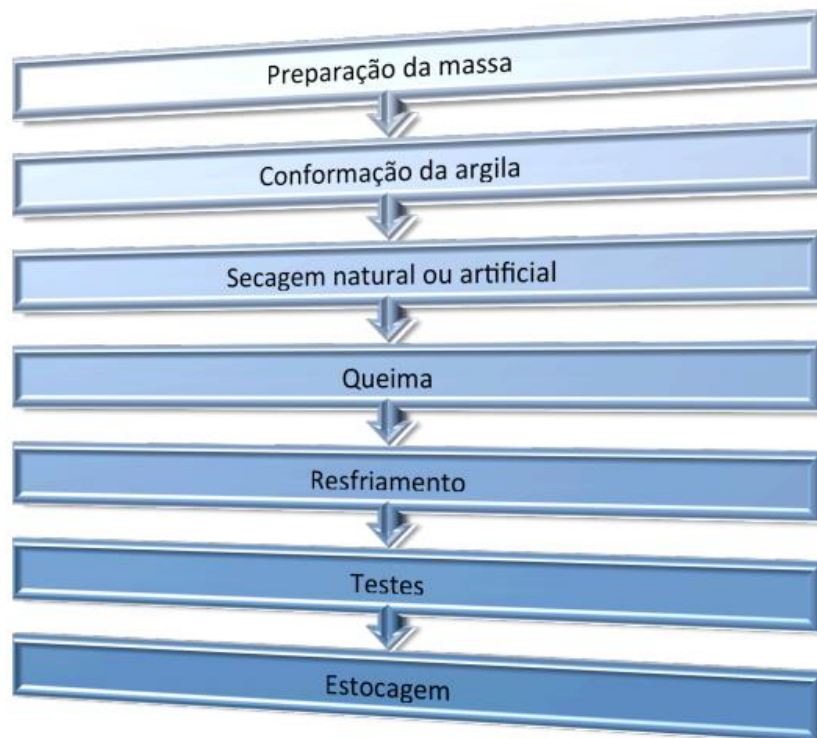 Preparação da massa
Conformação da argila
Secagem natural ou artificial
Queima
Resfriamento
Testes
Estocagem